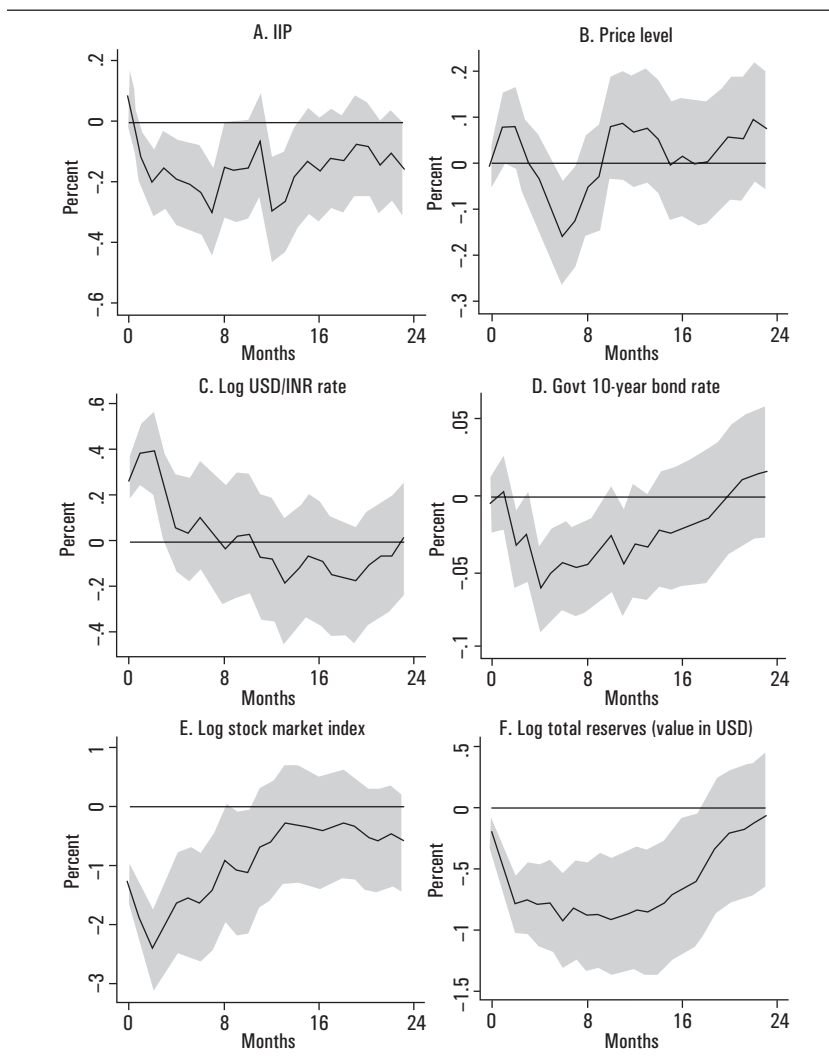 A. IIP
.2
0
-.2
-.4
-.6
Percent
0 8 16 24
Months
B. Price level
.2
0.1
0
-.1
-.2
-.3
Percent
0 8 16 24
Months
C. Log USD/INR rate
.6
.4
0.2
0
-.2
-.4
Percent
0 8 16 24
Months
D. Govt 10-year bond rate
.05
0
-.05
-.1
Percent
0 8 16 24
Months
E. Log stock market index
1
0
-1
-2
-3
Percent
0 8 16 24
Months
F. Log total reserves (value in USD)
.5
0
-.5
-1
-1.5
Percent
0 8 16 24
Months